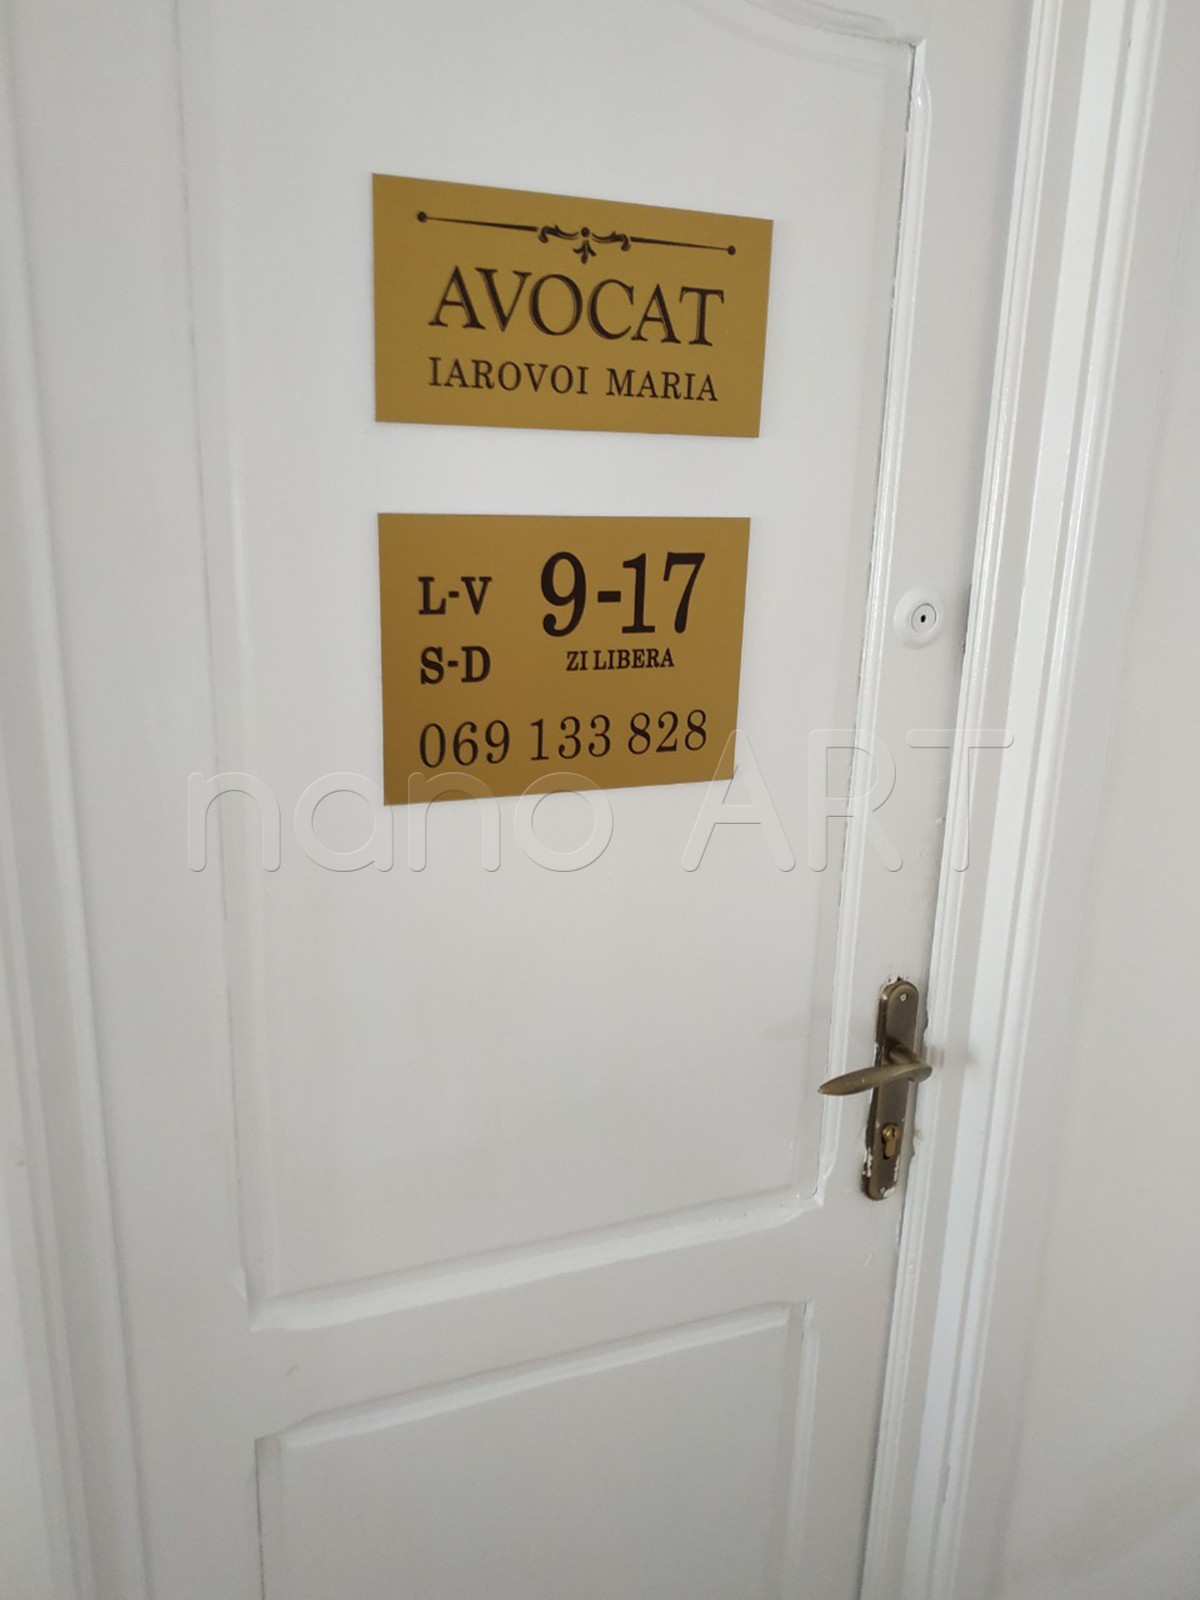 AVOCAT
IAROVOI MARIA
L-V 9-17
S-D ZI LIBERA
069 133 828
nano ART